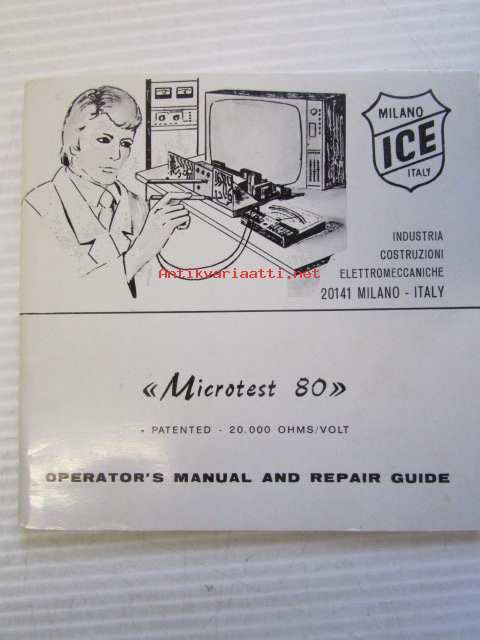 MILANO
ICE
ITALY
INDUSTRIA
COSTRUZIONI
ELETTROMECCANICHE
20141 MILANO - ITALY
Antikvariaatti.net
«Microtest 80»
• PATENTED - 20.000 OHMS/VOLT
OPERATOR'S MANUAL AND REPAIR GUIDE